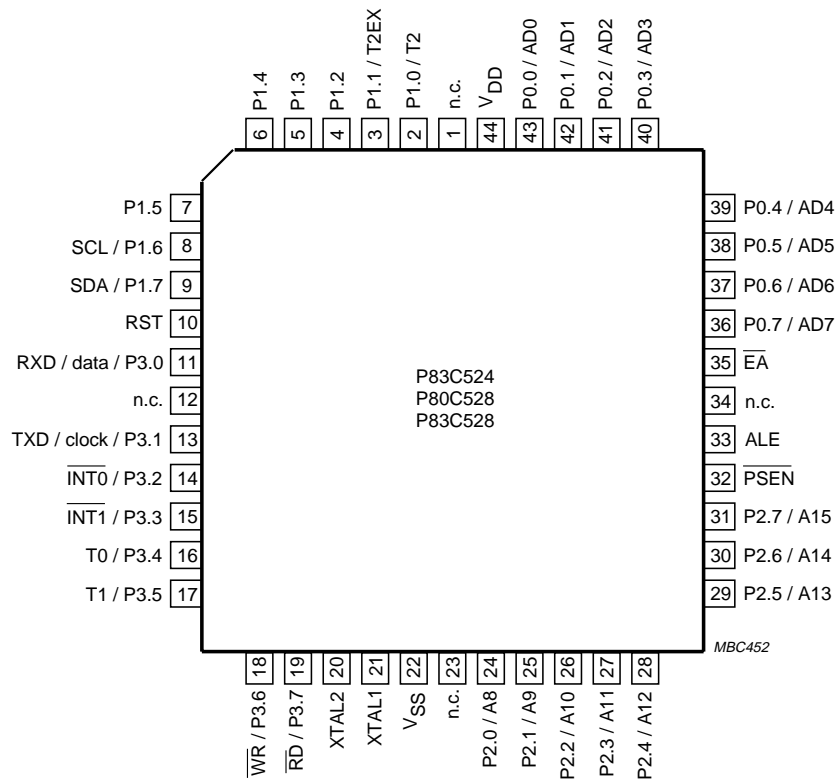 P1.4
P1.3
P1.2
P1.1 / T2EX
P1.0 / T2
n.c.
VDD
P0.0 / AD0
P0.1 / AD1
P0.2 / AD2
P0.3 / AD3
6
5
4
3
2
1
44
43
42
41
40
P1.5 7
SCL / P1.6 8
SDA / P1.7 9
RST 10
RXD / data / P3.0 11
n.c. 12
TXD / clock / P3.1 13
INT0 / P3.2 14
INT1 / P3.3 15
T0 / P3.4 16
T1 / P3.5 17
P83C524
P80C528
P83C528
39 P0.4 / AD4
38 P0.5 / AD5
37 P0.6 / AD6
36 P0.7 / AD7
35 EA
34 n.c.
33 ALE
32 PSEN
31 P2.7 / A15
30 P2.6 / A14
29 P2.5 / A13
MBC452
18
19
20
21
22
23
24
25
26
27
28
WR / P3.6
RD / P3.7
XTAL2
XTAL1
VSS
n.c.
P2.0 / A8
P2.1 / A9
P2.2 / A10
P2.3 / A11
P2.4 / A12